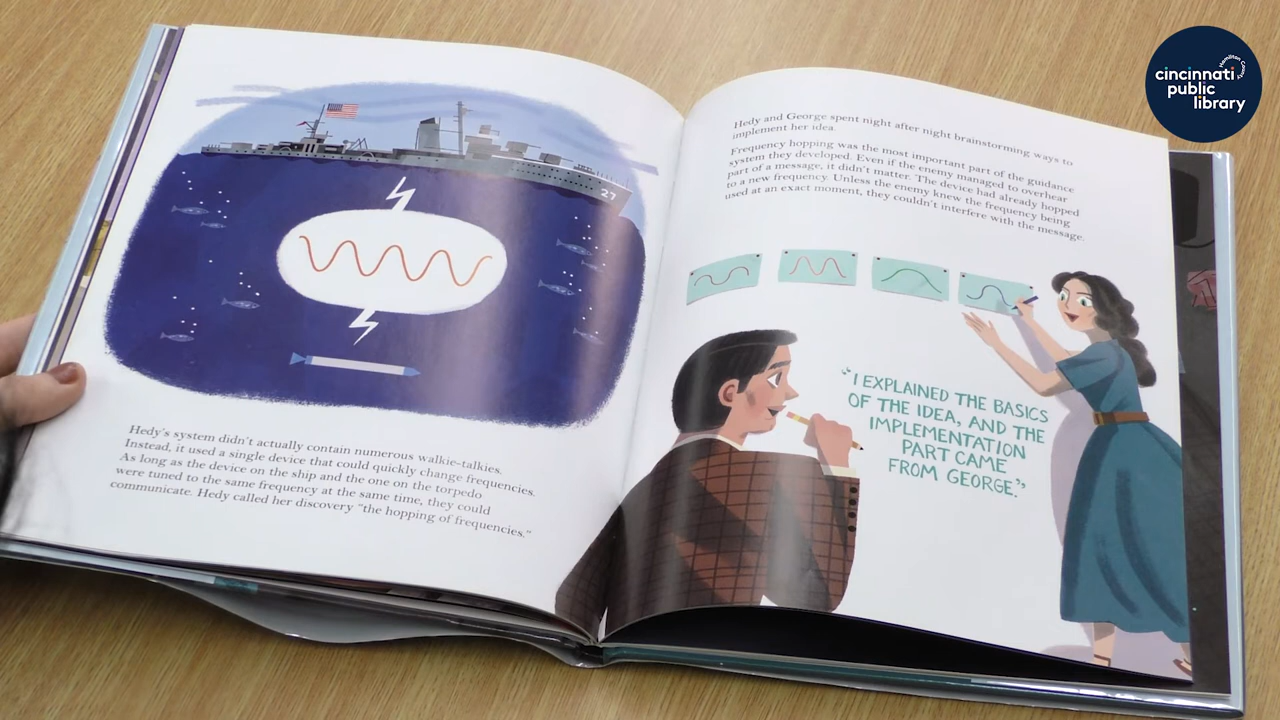 27
Hedy's system didn't actually contain numerous walkie-talkies.
Instead, it used a single device that could quickly change frequencies.
As long as the device on the ship and the one on the torpedo
were tuned to the same frequency at the same time, they could
communicate. Hedy called her discovery "the hopping of frequencies."
Hedy and George spent night after night brainstorming ways to
implement her idea.
Frequency hopping was the most important part of the guidance
system they developed. Even if the enemy managed to overhear
part of a message, it didn't matter. The device had already hopped
to a new frequency. Unless the enemy knew the frequency being
used at an exact moment, they couldn't interfere with the message.
"I EXPLAINED THE BASICS
OF THE IDEA, AND THE
IMPLEMENTATION
PART CAME
FROM GEORGE."
cincinnati
Hamilton County
public
library